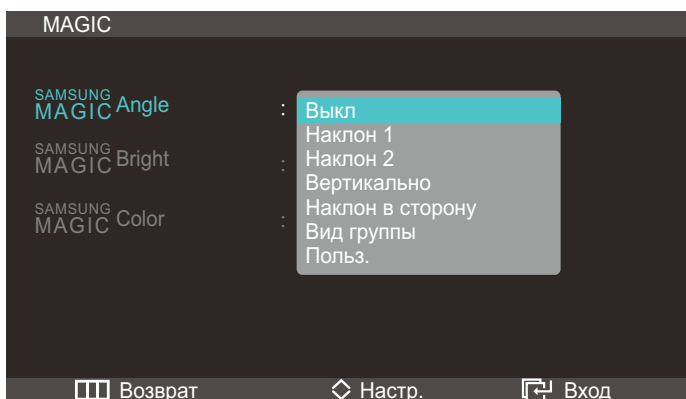 MAGIC
SAMSUNG
MAGIC Angle :
Выкл
Наклон 1
Наклон 2
Вертикально
Наклон в сторону
Вид группы
Польз.
SAMSUNG
MAGIC Bright :
SAMSUNG
MAGIC Color :
Возврат Настр. Вход